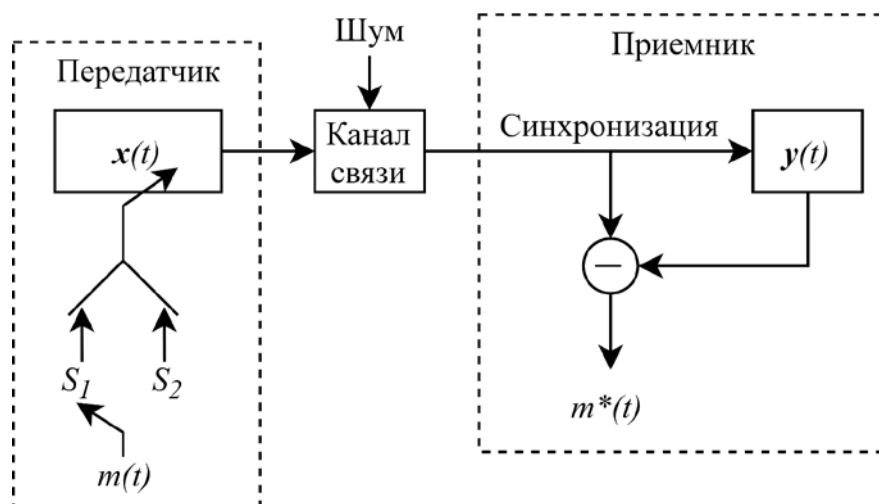 Передатчик
x(t)
S1
S2
m(t)
Шум
Канал
связи
Приемник
Синхронизация
y(t)
—
m*(t)